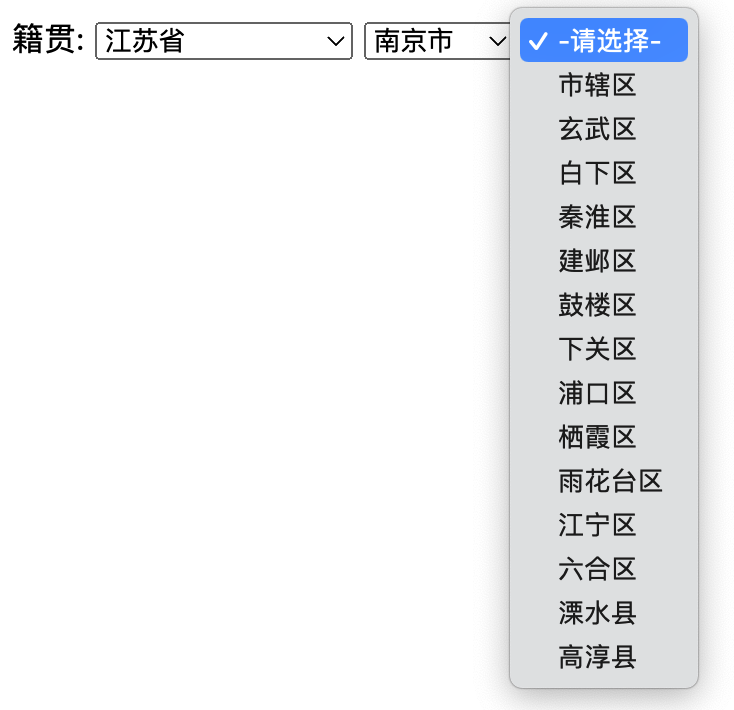 籍贯: 江苏省 南京市 -请选择-
市辖区
玄武区
白下区
秦淮区
建邺区
鼓楼区
下关区
浦口区
栖霞区
雨花台区
江宁区
六合区
溧水县
高淳县